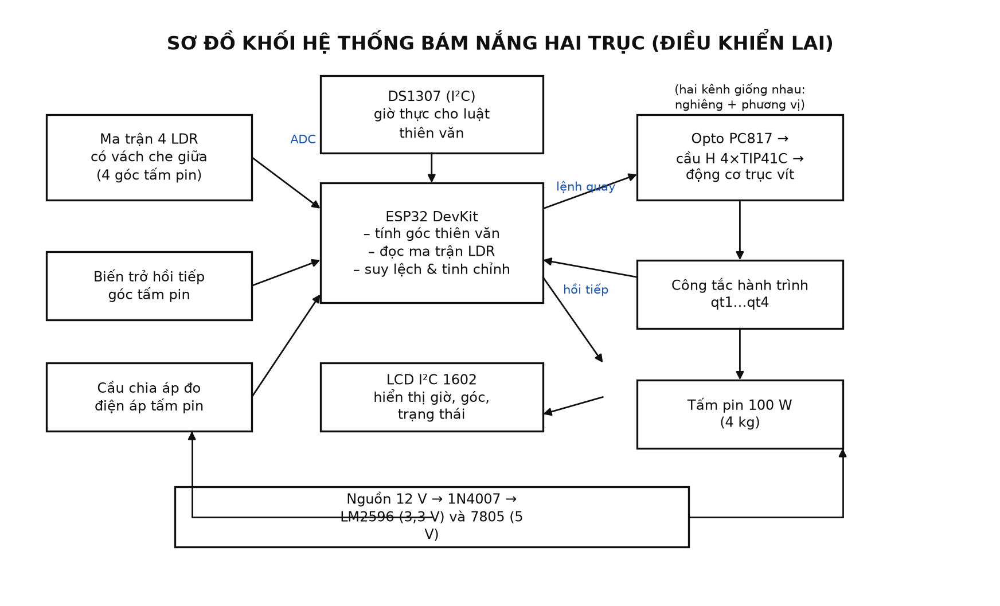 SƠ ĐỒ KHỐI HỆ THỐNG BÁM NẮNG HAI TRỤC (ĐIỀU KHIỂN LAI)
DS1307 (I²C)
giờ thực cho luật
thiên văn
(hai kênh giống nhau:
nghiêng + phương vị)
Ma trận 4 LDR
có vách che giữa
(4 góc tấm pin)
ADC
Opto PC817 →
cầu H 4×TIP41C →
động cơ trục vít
lệnh quay
ESP32 DevKit
– tính góc thiên văn
– đọc ma trận LDR
– suy lệch & tinh chỉnh
Biến trở hồi tiếp
góc tấm pin
hồi tiếp
Công tắc hành trình
qt1...qt4
Cầu chia áp đo
điện áp tấm pin
LCD I²C 1602
hiển thị giờ, góc,
trạng thái
Tấm pin 100 W
(4 kg)
Nguồn 12 V → 1N4007 →
LM2596 (3,3 V) và 7805 (5
V)